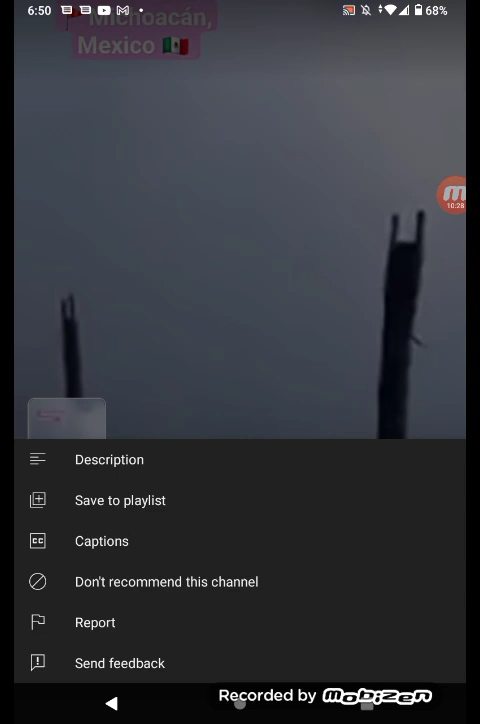 6:50
68%
Michoacán,
Mexico
10:28
Description
Save to playlist
CC
Captions
Don't recommend this channel
Report
Send feedback
Recorded by Mobizen